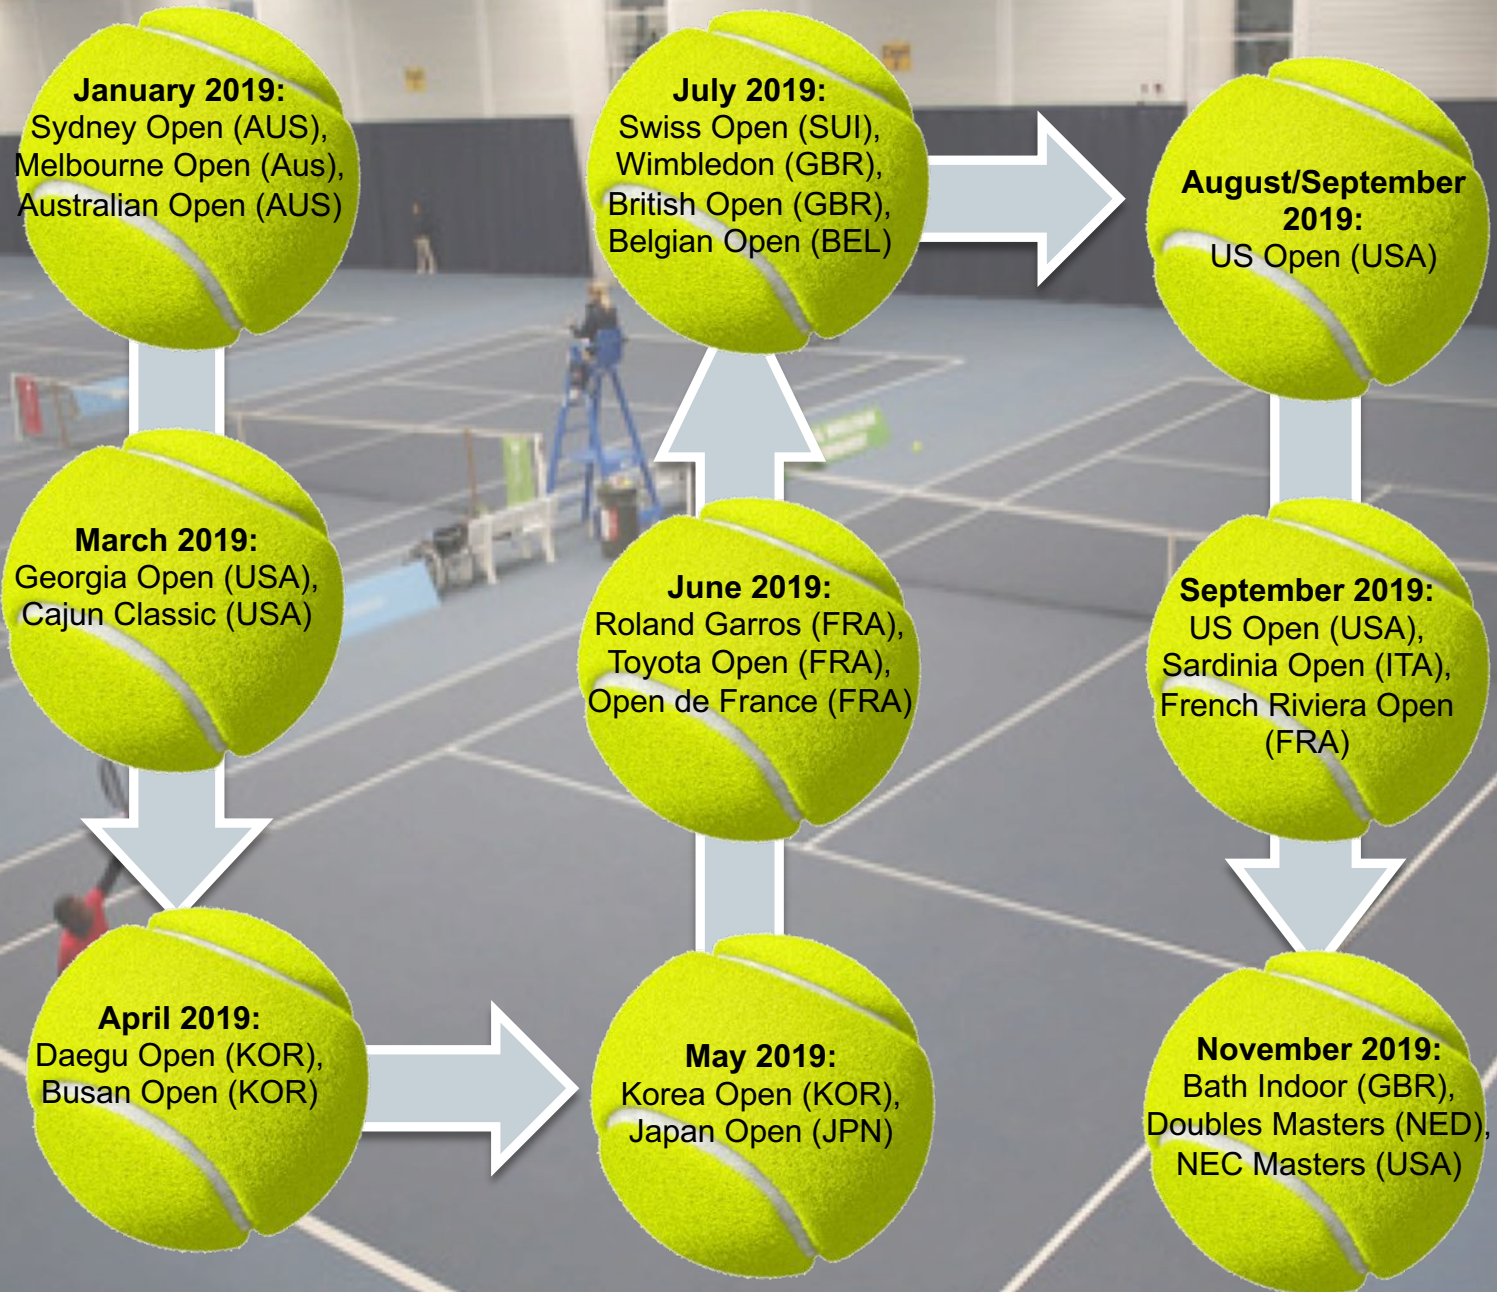 January 2019:
Sydney Open (AUS),
Melbourne Open (Aus),
Australian Open (AUS)
March 2019:
Georgia Open (USA),
Cajun Classic (USA)
April 2019:
Daegu Open (KOR),
Busan Open (KOR)
May 2019:
Korea Open (KOR),
Japan Open (JPN)
June 2019:
Roland Garros (FRA),
Toyota Open (FRA),
Open de France (FRA)
July 2019:
Swiss Open (SUI),
Wimbledon (GBR),
British Open (GBR),
Belgian Open (BEL)
August/September
2019:
US Open (USA)
September 2019:
US Open (USA),
Sardinia Open (ITA),
French Riviera Open
(FRA)
November 2019:
Bath Indoor (GBR),
Doubles Masters (NED),
NEC Masters (USA)